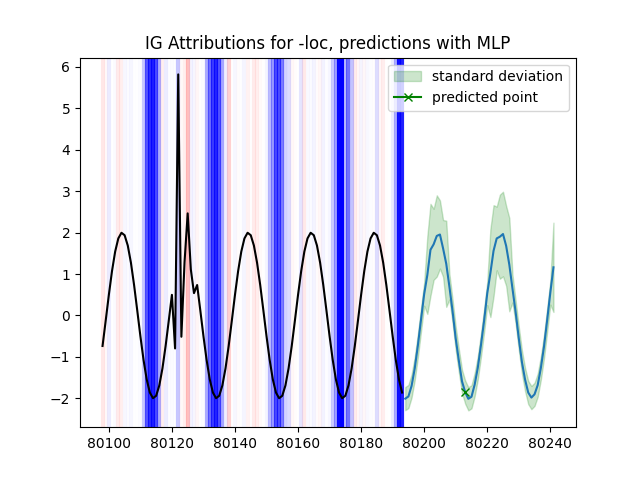 IG Attributions for -loc, predictions with MLP
standard deviation
predicted point
6
5
4
3
2
1
0
−1
−2
80100 80120 80140 80160 80180 80200 80220 80240